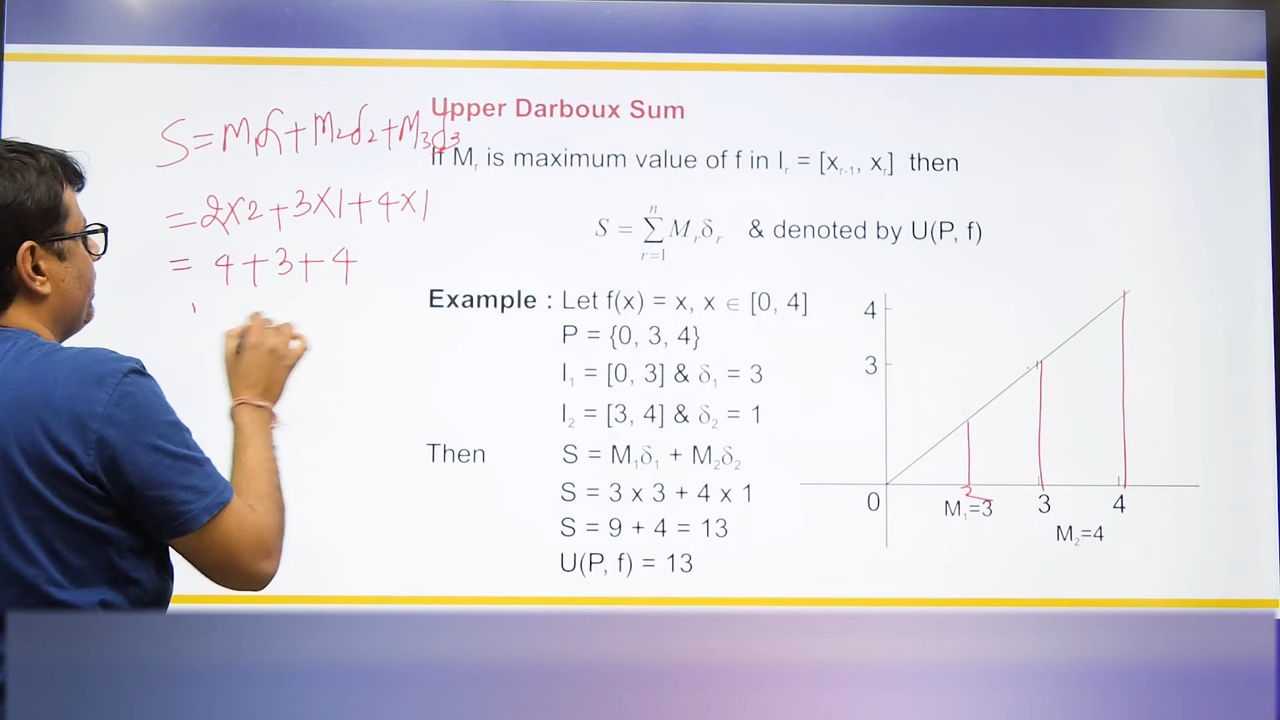 Upper Darboux Sum
S = M₁δ₁ + M₂δ₂ + M₃δ₃
If Mᵣ is maximum value of f in Iᵣ = [xᵣ₋₁, xᵣ] then
= 2×2 + 3×1 + 4×1
S = ∑ⁿᵣ₌₁ Mᵣδᵣ & denoted by U(P, f)
= 4 + 3 + 4
Example : Let f(x) = x, x ∈ [0, 4]
P = {0, 3, 4}
I₁ = [0, 3] & δ₁ = 3
I₂ = [3, 4] & δ₂ = 1
Then S = M₁δ₁ + M₂δ₂
S = 3 x 3 + 4 x 1
S = 9 + 4 = 13
U(P, f) = 13
4
3
2
0 M₁=3 3 4
M₂=4